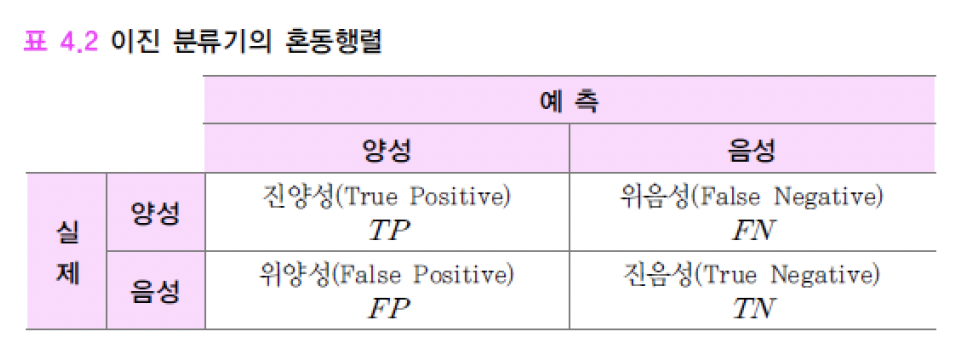 표 4.2 이진 분류기의 혼동행렬
예 측
양성 음성
실제 양성 진양성(True Positive) 위음성(False Negative)
TP FN
음성 위양성(False Positive) 진음성(True Negative)
FP TN